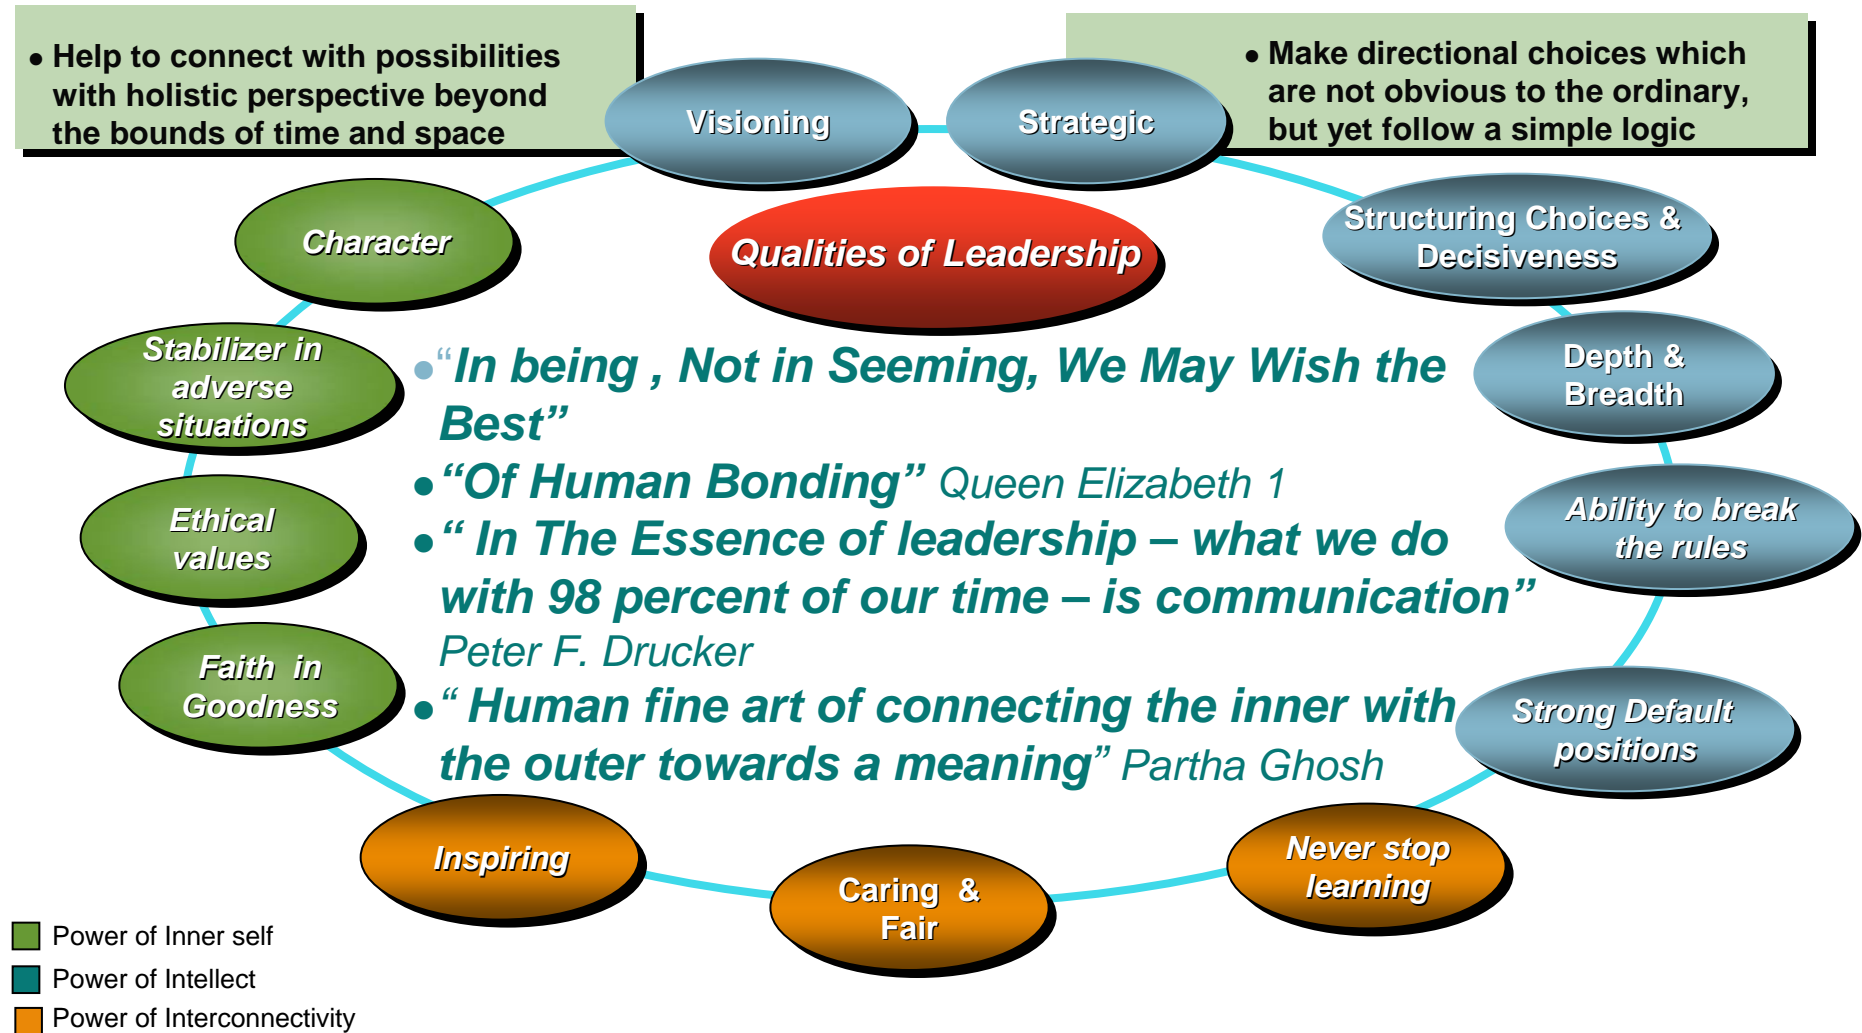 ● Help to connect with possibilities
with holistic perspective beyond
the bounds of time and space
● Make directional choices which
are not obvious to the ordinary,
but yet follow a simple logic
Visioning
Strategic
Character
Qualities of Leadership
Structuring Choices &
Decisiveness
Stabilizer in
adverse
situations
Depth &
Breadth
Ethical
values
Ability to break
the rules
Faith in
Goodness
Strong Default
positions
●“In being , Not in Seeming, We May Wish the
Best”
●“Of Human Bonding” Queen Elizabeth 1
●“ In The Essence of leadership – what we do
with 98 percent of our time – is communication”
Peter F. Drucker
●“ Human fine art of connecting the inner with
the outer towards a meaning” Partha Ghosh
Inspiring
Caring &
Fair
Never stop
learning
Power of Inner self
Power of Intellect
Power of Interconnectivity